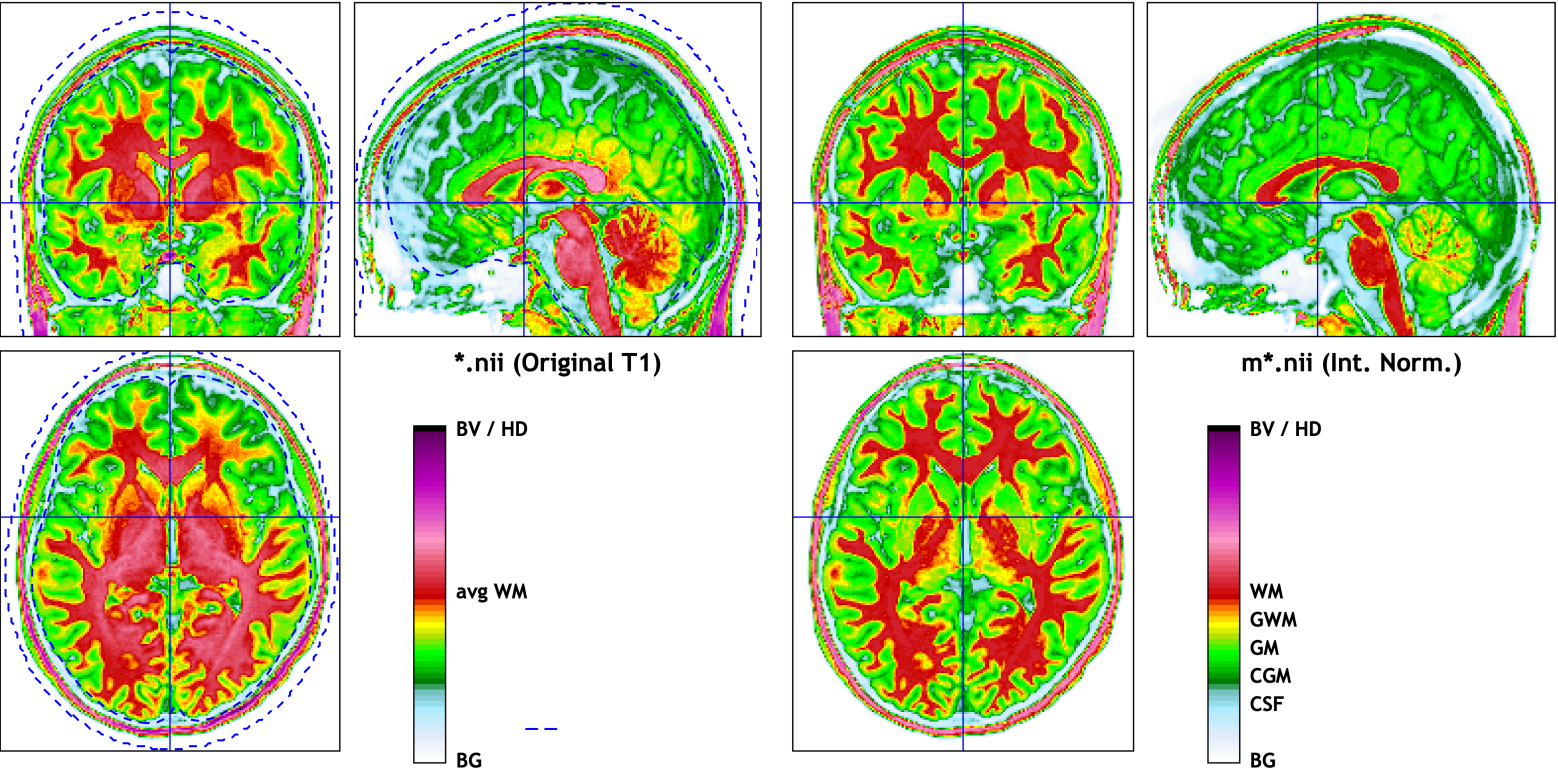 *.nii (Original T1)
BV / HD
avg WM
BG
m*.nii (Int. Norm.)
BV / HD
WM
GWM
GM
CGM
CSF
BG